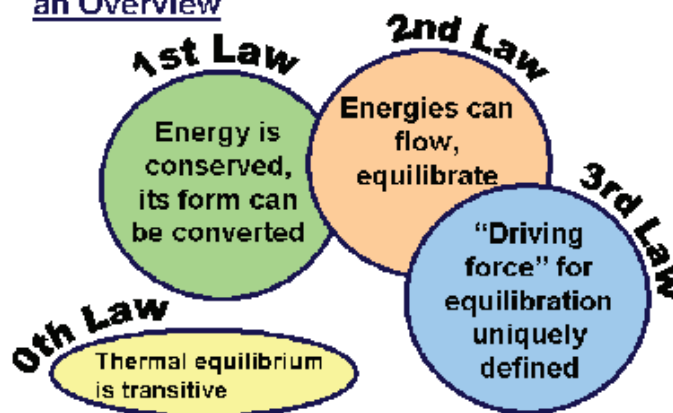 an Overview
1st Law
Energy is
conserved,
its form can
be converted
2nd Law
Energies can
flow,
equilibrate
3rd Law
“Driving
force” for
equilibration
uniquely
defined
0th Law
Thermal equilibrium
is transitive